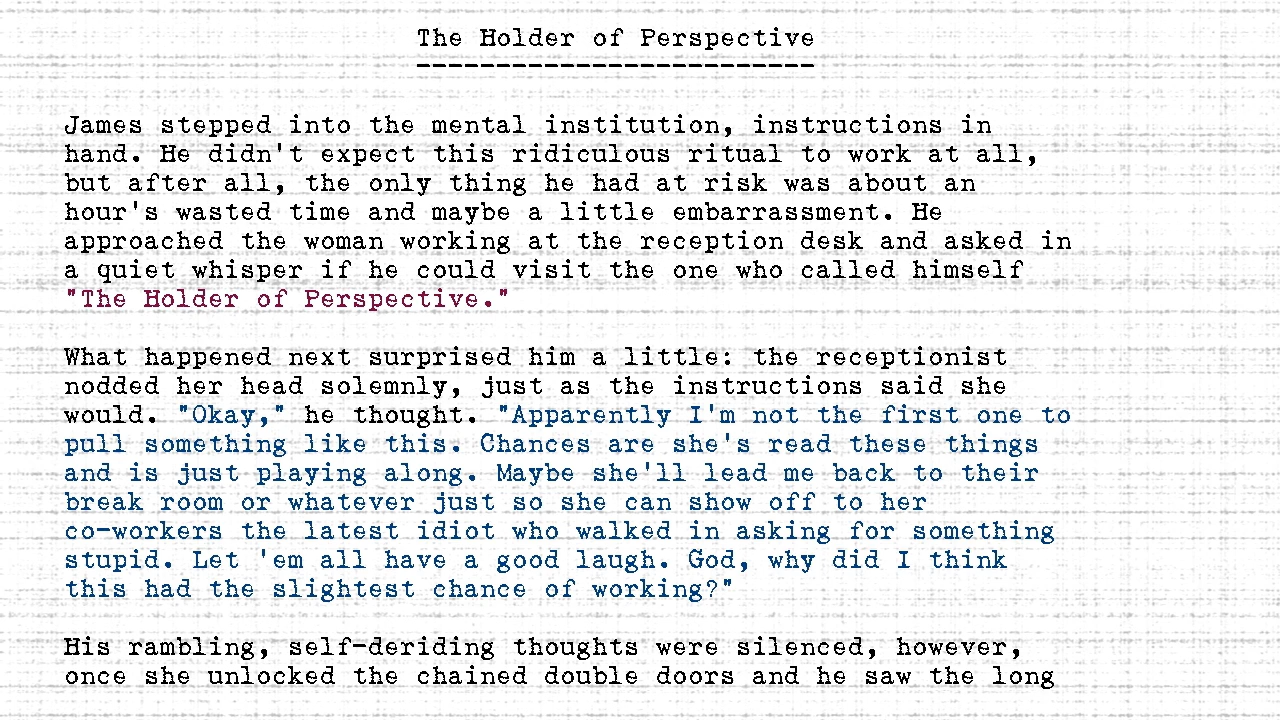 The Holder of Perspective
-------------------------
James stepped into the mental institution, instructions in
hand. He didn't expect this ridiculous ritual to work at all,
but after all, the only thing he had at risk was about an
hour's wasted time and maybe a little embarrassment. He
approached the woman working at the reception desk and asked in
a quiet whisper if he could visit the one who called himself
"The Holder of Perspective."
What happened next surprised him a little: the receptionist
nodded her head solemnly, just as the instructions said she
would. "Okay," he thought. "Apparently I'm not the first one to
pull something like this. Chances are she's read these things
and is just playing along. Maybe she'll lead me back to their
break room or whatever just so she can show off to her
co-workers the latest idiot who walked in asking for something
stupid. Let 'em all have a good laugh. God, why did I think
this had the slightest chance of working?"
His rambling, self-deriding thoughts were silenced, however,
once she unlocked the chained double doors and he saw the long